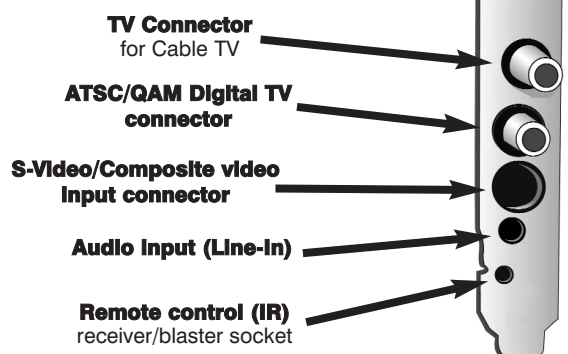 TV Connector
for Cable TV
ATSC/QAM Digital TV
connector
S-Video/Composite video
input connector
Audio input (Line-In)
Remote control (IR)
receiver/blaster socket